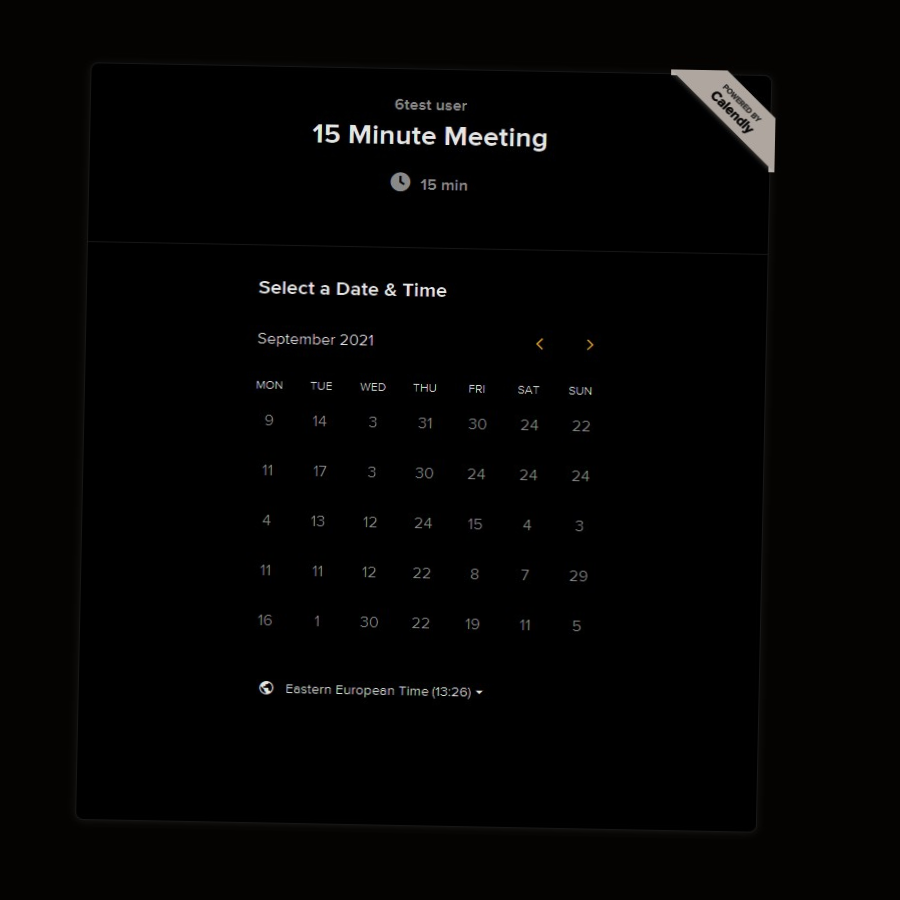 6test user
15 Minute Meeting
15 min
POWERED BY
Calendly
Select a Date & Time
September 2021
MON TUE WED THU FRI SAT SUN
9 14 3 31 30 24 22
11 17 3 30 24 24 24
4 13 12 24 15 4 3
11 11 12 22 8 7 29
16 1 30 22 19 11 5
Eastern European Time (13:26)